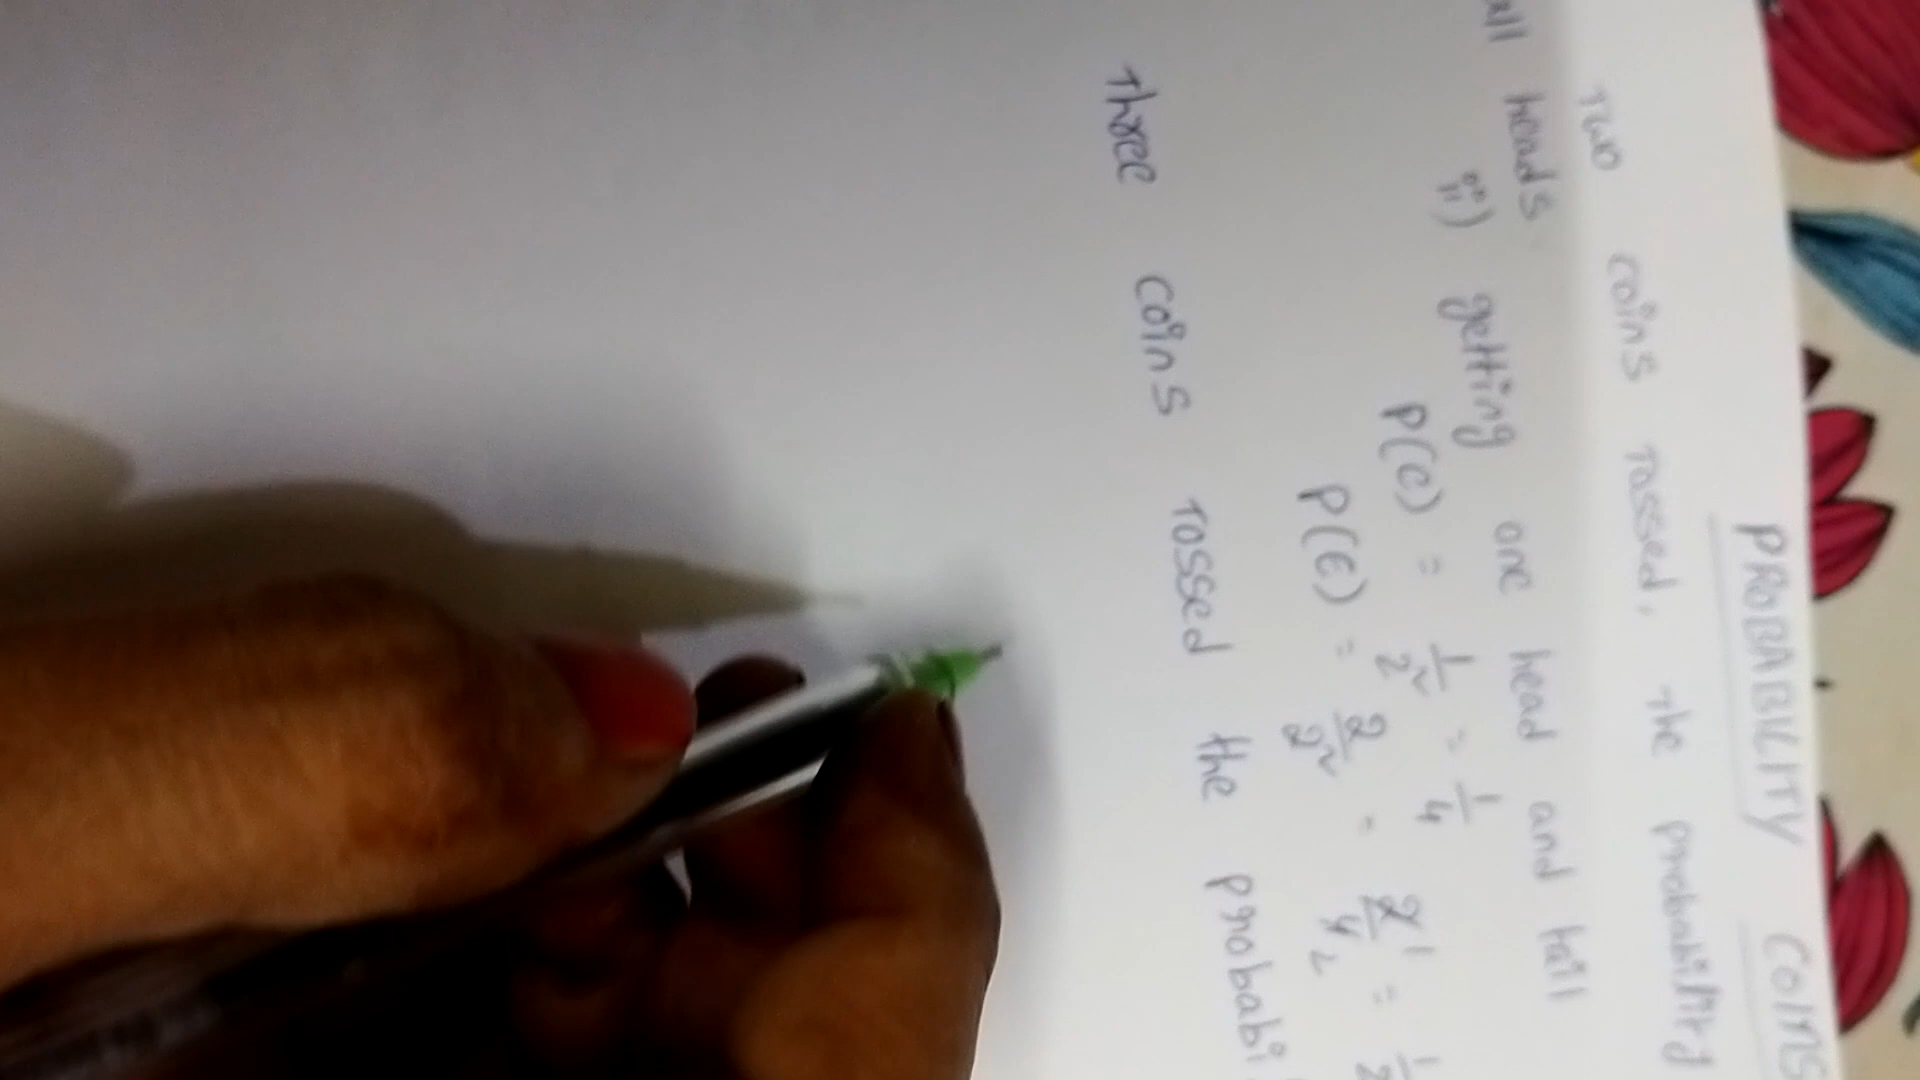 PROBABILITY COINS
Two coins Tossed, The probability
all heads.
ii) getting one head and tail
P(e) = 1/2² = 1/4
P(E) = 2/2² = 2/4 = 1/2
Three coins Tossed the probabi